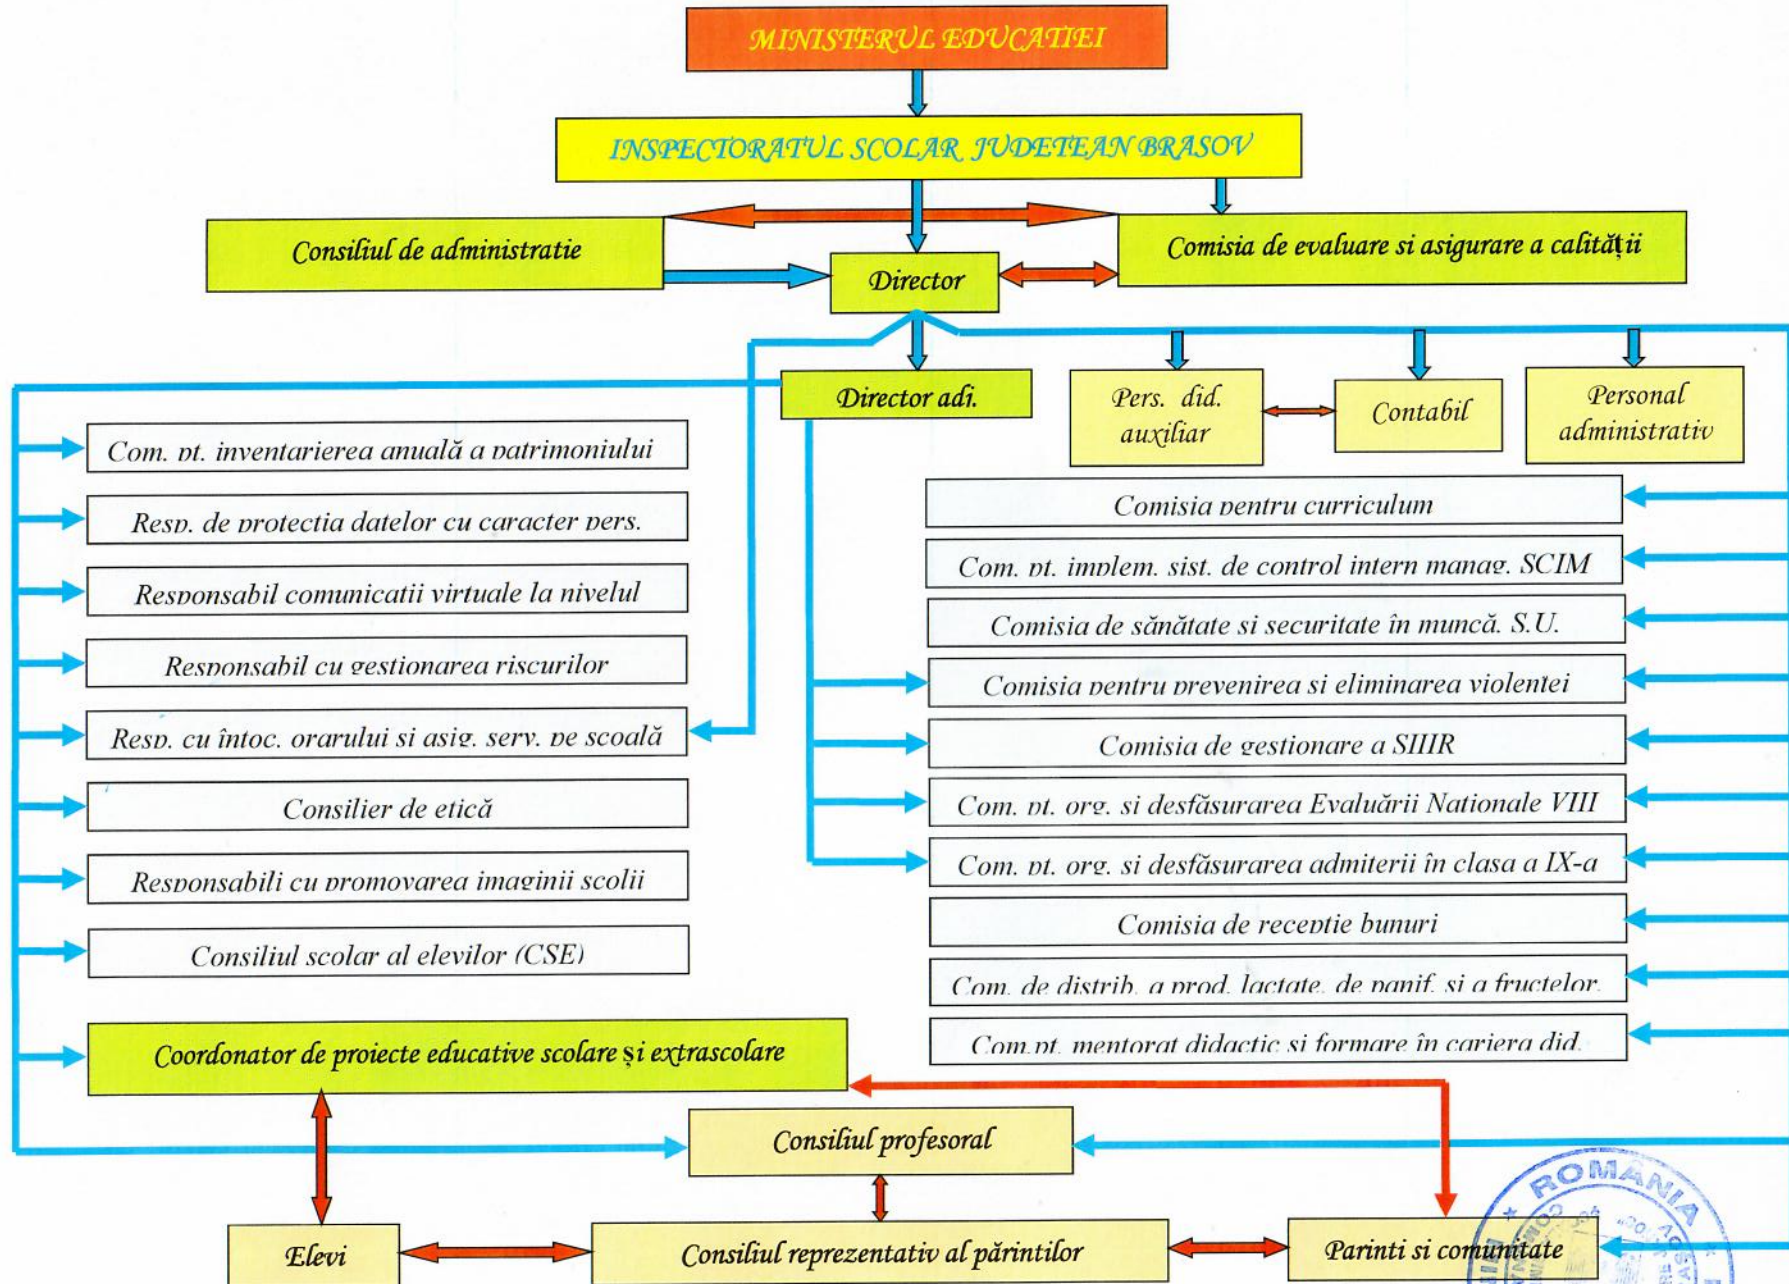 MINISTERUL EDUCATIEI
INSPECTORATUL SCOLAR JUDETEAN BRASOV
Consiliul de administratie
Comisia de evaluare si asigurare a calității
Director
Director adj.
Pers. did.
auxiliar
Contabil
Personal
administrativ
Com. pt. inventarierea anuală a patrimoniului
Resp. de protectia datelor cu caracter pers.
Responsabil comunicatii virtuale la nivelul
Responsabil cu gestionarea riscurilor
Resp. cu întoc. orarului si asig. serv. pe scoală
Consilier de etică
Responsabili cu promovarea imaginii scolii
Consiliul scolar al elevilor (CSE)
Comisia pentru curriculum
Com. pt. implem. sist. de control intern manag. SCIM
Comisia de sănătate si securitate în muncă. S.U.
Comisia pentru prevenirea si eliminarea violentei
Comisia de gestionare a SIIIR
Com. pt. org. si desfăsurarea Evaluării Nationale VIII
Com. pt. org. si desfăsurarea admiterii în clasa a IX-a
Comisia de receptie bunuri
Com. de distrib. a prod. lactate. de panif. si a fructelor.
Com.pt. mentorat didactic si formare în cariera did.
Coordonator de proiecte educative scolare și extrascolare
Consiliul profesoral
Elevi
Consiliul reprezentativ al părintilor
Parinti si comunitate
ROMÂNIA